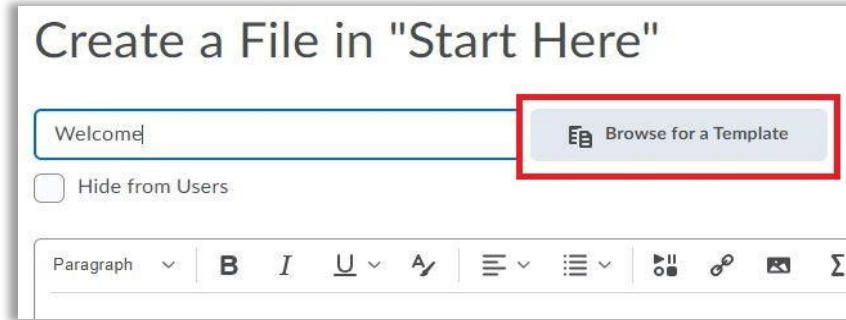 Create a File in "Start Here"
Welcome
Browse for a Template
Hide from Users
Paragraph
B I U A Σ